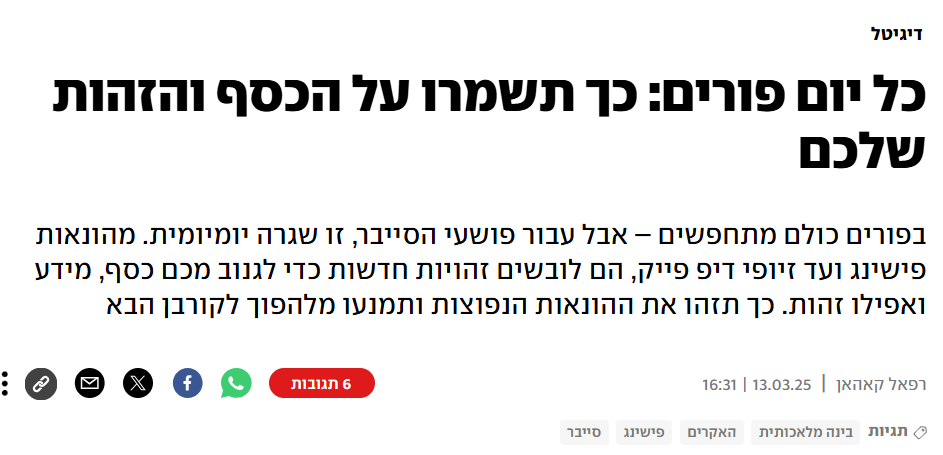 דיגיטל
כל יום פורים: כך תשמרו על הכסף והזהות
שלכם
בפורים כולם מתחפשים – אבל עבור פושעי הסייבר, זו שגרה יומיומית. מהונאות
פישינג ועד זיופי דיפ פייק, הם לובשים זהויות חדשות כדי לגנוב מכם כסף, מידע
ואפילו זהות. כך תזהו את ההונאות הנפוצות ותמנעו מלהפוך לקורבן הבא
רפאל קאהאן | 13.03.25 | 16:31 6 תגובות
תגיות בינה מלאכותית האקרים פישינג סייבר